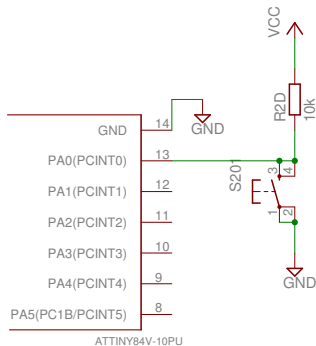 VCC
R2D
10k
GND
14
GND
PA0(PCINT0)
13
3
4
S201
PA1(PCINT1)
12
PA2(PCINT2)
11
1
2
PA3(PCINT3)
10
PA4(PCINT4)
9
GND
PA5(PC1B/PCINT5)
8
ATTINY84V-10PU